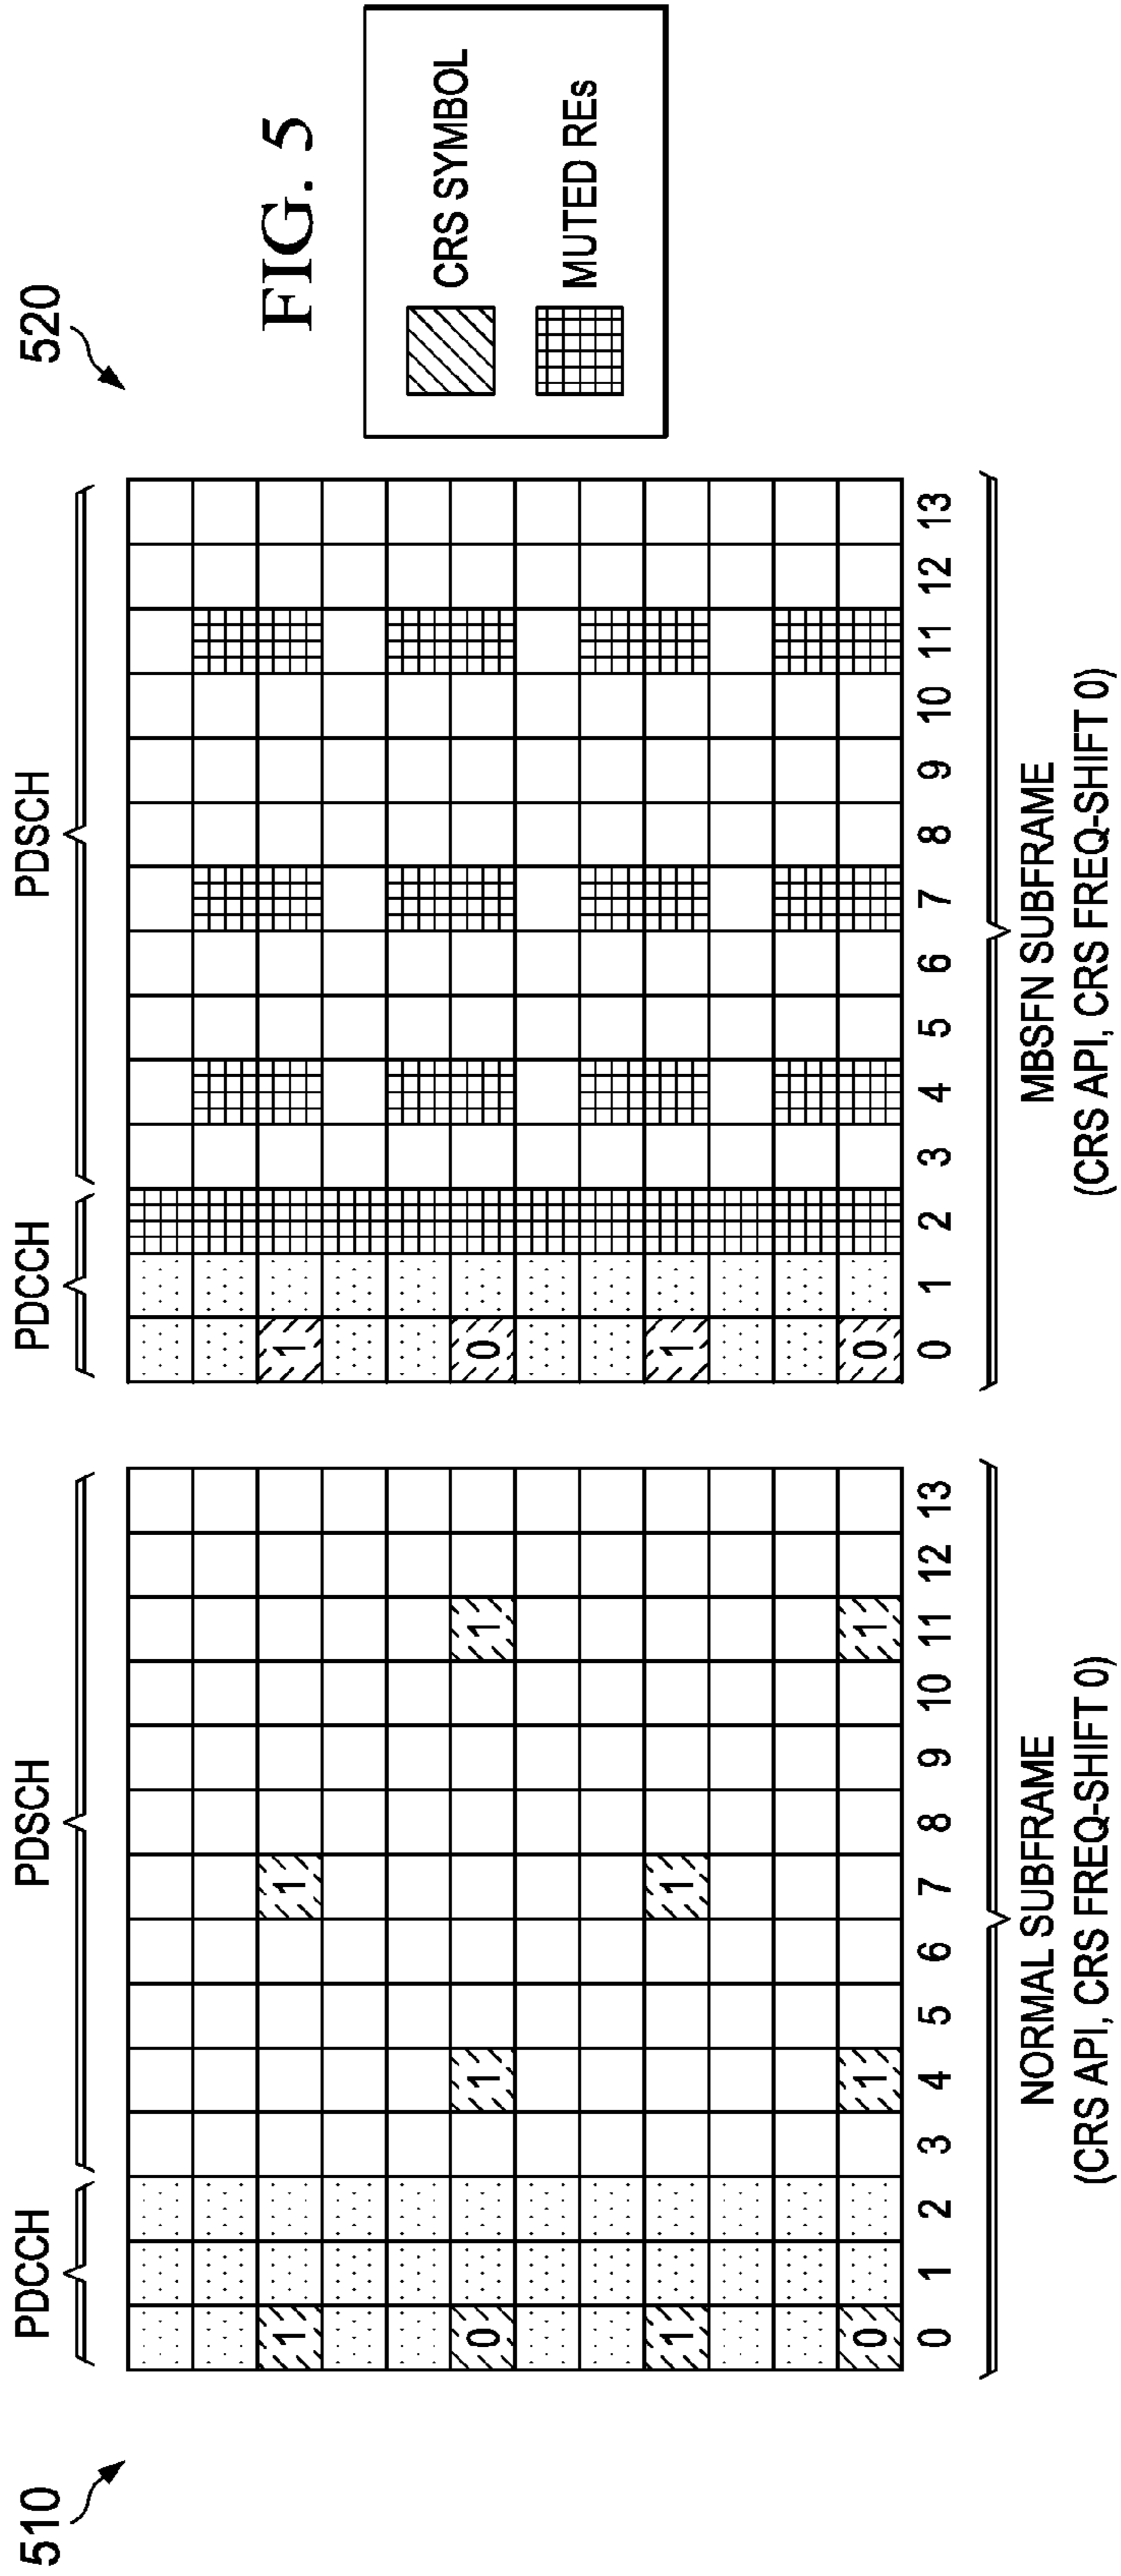 FIG. 5
510
PDCCH
PDSCH
1
0
1
0
1
1
1
1
1
1
0 1 2 3 4 5 6 7 8 9 10 11 12 13
NORMAL SUBFRAME
(CRS API, CRS FREQ-SHIFT 0)
520
PDCCH
PDSCH
1
0
1
0
0 1 2 3 4 5 6 7 8 9 10 11 12 13
MBSFN SUBFRAME
(CRS API, CRS FREQ-SHIFT 0)
CRS SYMBOL
MUTED REs